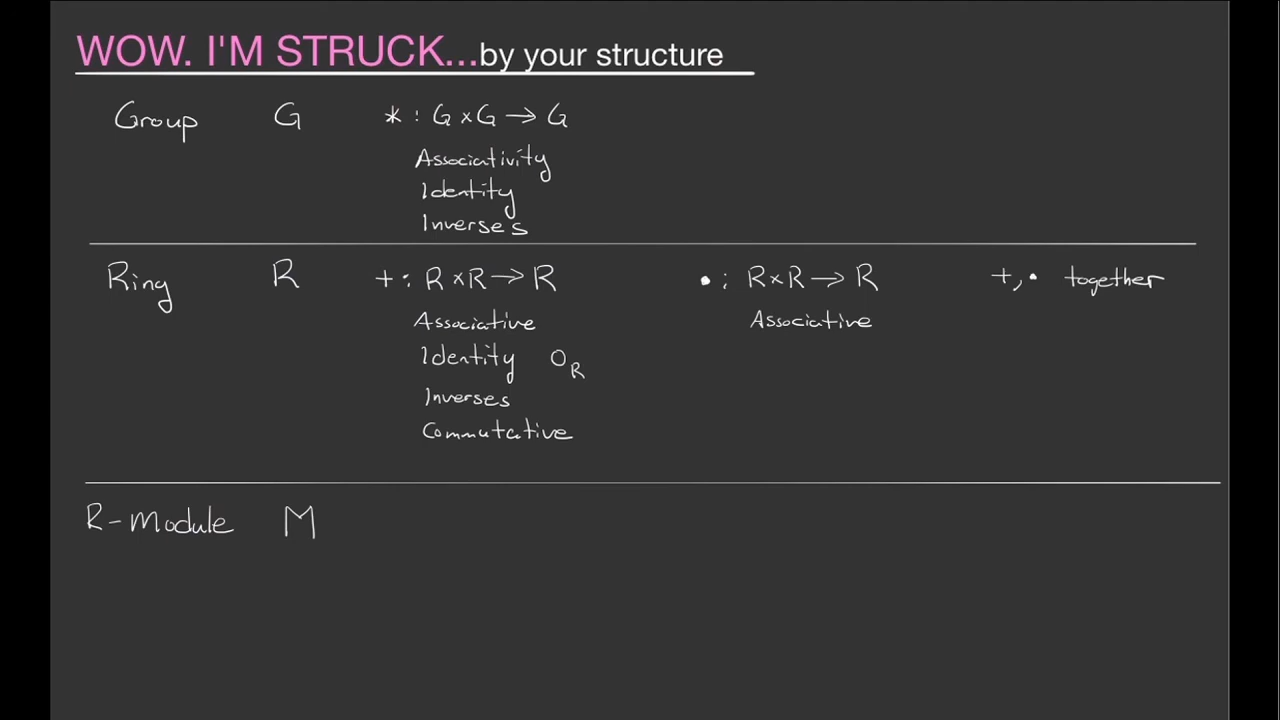 WOW. I'M STRUCK...by your structure
Group G * : G × G → G
Associativity
Identity
Inverses
Ring R + : R × R → R • : R × R → R +, • together
Associative Associative
Identity 0_R
Inverses
Commutative
R-Module M